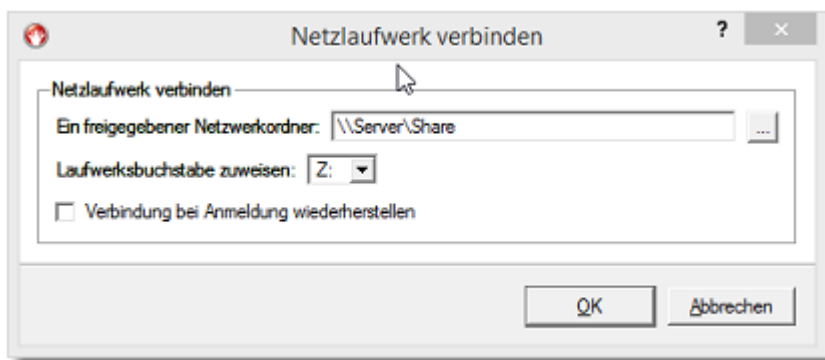 Netzlaufwerk verbinden ?
Netzlaufwerk verbinden
Ein freigegebener Netzwerkordner: \\Server\Share ...
Laufwerksbuchstabe zuweisen: Z:
Verbindung bei Anmeldung wiederherstellen
OK Abbrechen